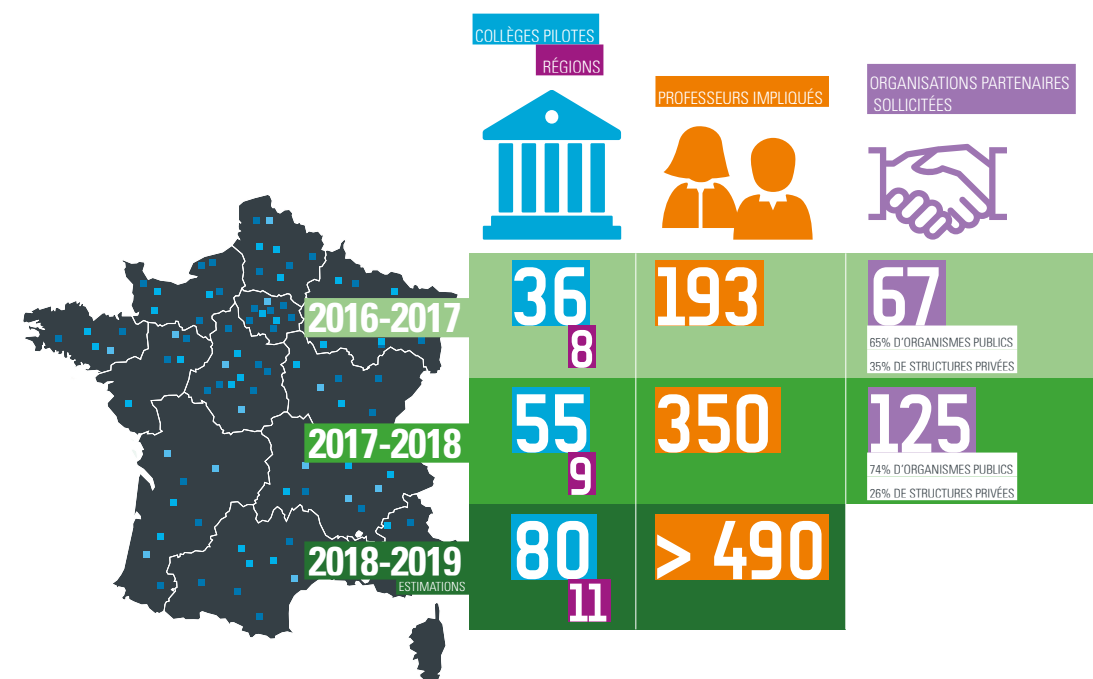 COLLÈGES PILOTES
RÉGIONS
PROFESSEURS IMPLIQUÉS
ORGANISATIONS PARTENAIRES
SOLLICITÉES
2016-2017
36
8
193
67
65% D'ORGANISMES PUBLICS
35% DE STRUCTURES PRIVÉES
2017-2018
55
9
350
125
74% D'ORGANISMES PUBLICS
26% DE STRUCTURES PRIVÉES
2018-2019
ESTIMATIONS
80
11
> 490